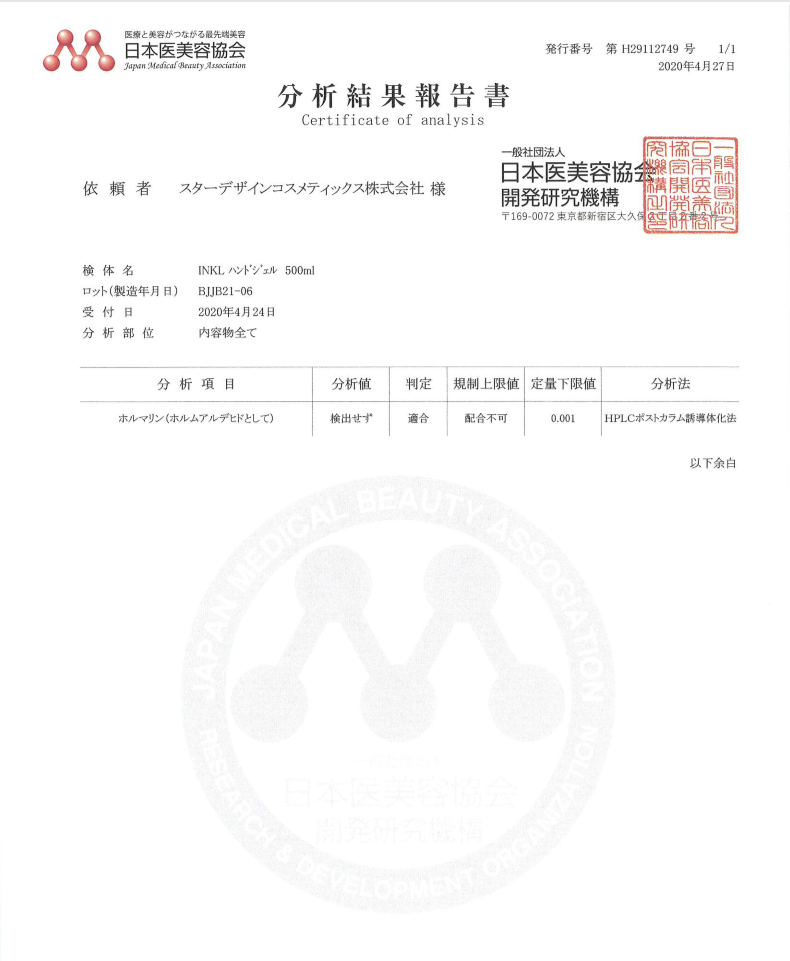 医療と美容がつながる最先端美容
日本医美容協会
Japan Medical Beauty Association
発行番号 第 H29112749 号 1/1
2020年4月27日
分析結果報告書
Certificate of analysis
依頼者 スターデザインコスメティックス株式会社 様
一般社団法人
日本医美容協会
開発研究機構
〒169-0072 東京都新宿区大久保2丁目2番2号
検体名 INKL ハンドジェル 500ml
ロット(製造年月日) BJJB21-06
受付日 2020年4月24日
分析部位 内容物全て
分析項目 分析値 判定 規制上限値 定量下限値 分析法
ホルマリン(ホルムアルデヒドとして) 検出せず 適合 配合不可 0.001 HPLCポストカラム誘導体化法
以下余白
JAPAN MEDICAL BEAUTY ASSOCIATION
一般社団法人
日本医美容協会
開発研究機構
RESEARCH & DEVELOPMENT ORGANIZATION